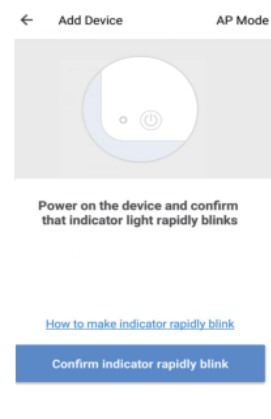 ← Add Device AP Mode
Power on the device and confirm
that indicator light rapidly blinks
How to make indicator rapidly blink
Confirm indicator rapidly blink